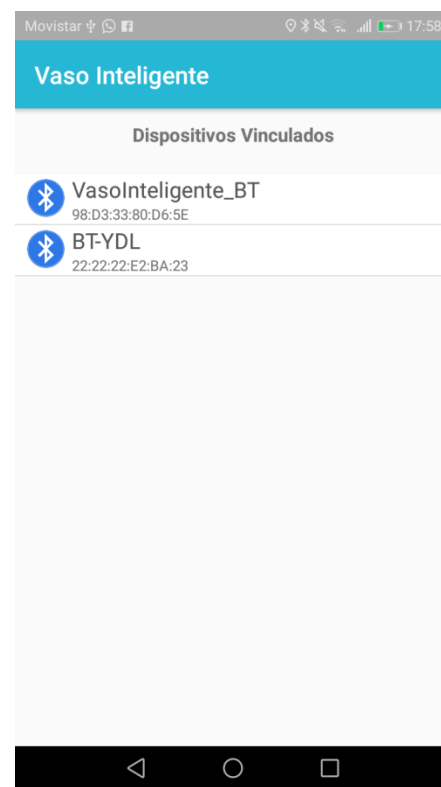 Movistar 17:58
Vaso Inteligente
Dispositivos Vinculados
VasoInteligente_BT
98:D3:33:80:D6:5E
BT-YDL
22:22:22:E2:BA:23